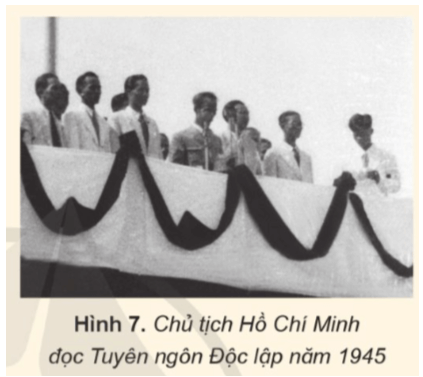 Hình 7. Chủ tịch Hồ Chí Minh
đọc Tuyên ngôn Độc lập năm 1945